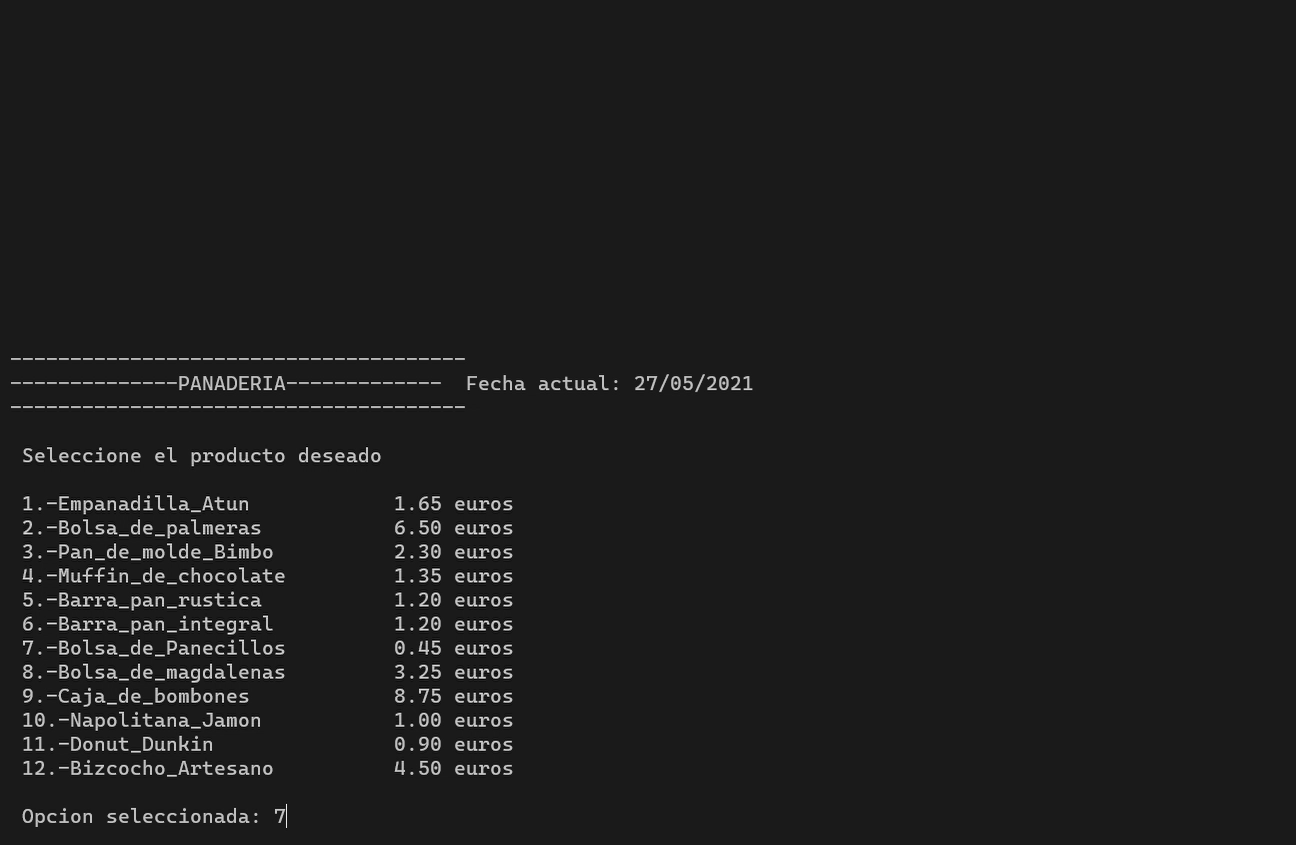 --------------------------------------
--------------PANADERIA-------------  Fecha actual: 27/05/2021
--------------------------------------
Seleccione el producto deseado
1.-Empanadilla_Atun            1.65 euros
2.-Bolsa_de_palmeras           6.50 euros
3.-Pan_de_molde_Bimbo          2.30 euros
4.-Muffin_de_chocolate         1.35 euros
5.-Barra_pan_rustica           1.20 euros
6.-Barra_pan_integral          1.20 euros
7.-Bolsa_de_Panecillos         0.45 euros
8.-Bolsa_de_magdalenas         3.25 euros
9.-Caja_de_bombones            8.75 euros
10.-Napolitana_Jamon           1.00 euros
11.-Donut_Dunkin               0.90 euros
12.-Bizcocho_Artesano          4.50 euros
Opcion seleccionada: 7